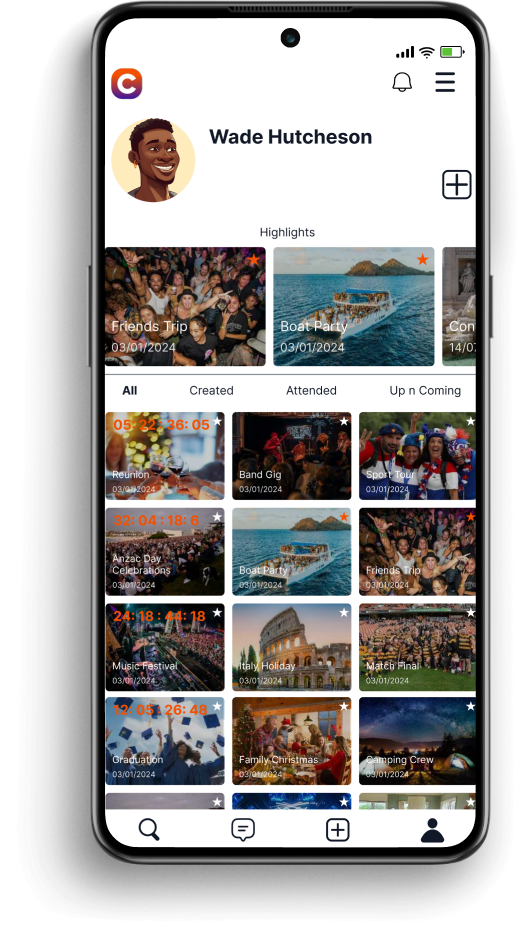 C
Wade Hutcheson
Highlights
Friends Trip
03/01/2024
Boat Party
03/01/2024
Con
14/07
All Created Attended Up n Coming
05: 22: 36: 05
Reunion
03/01/2024
Band Gig
03/01/2024
Sport Tour
03/01/2024
32: 04 : 18: 6
Anzac Day
Celebrations
03/01/2024
Boat Party
03/01/2024
Friends Trip
03/01/2024
24: 18 : 44: 18
Music Festival
03/01/2024
Italy Holiday
03/01/2024
Match Final
03/01/2024
12: 05 : 26: 48
Graduation
03/01/2024
Family Christmas
03/01/2024
Camping Crew
03/01/2024